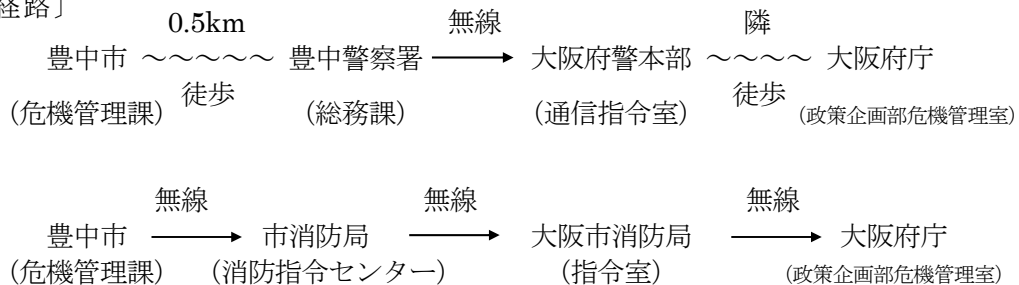 経路〕
0.5km 無線 隣
豊中市 ~~~~~ 豊中警察署 → 大阪府警本部 ~~~~ 大阪府庁
徒歩 徒歩
(危機管理課) (総務課) (通信指令室) (政策企画部危機管理室)
無線 無線 無線
豊中市 → 市消防局 → 大阪市消防局 → 大阪府庁
(危機管理課) (消防指令センター) (指令室) (政策企画部危機管理室)